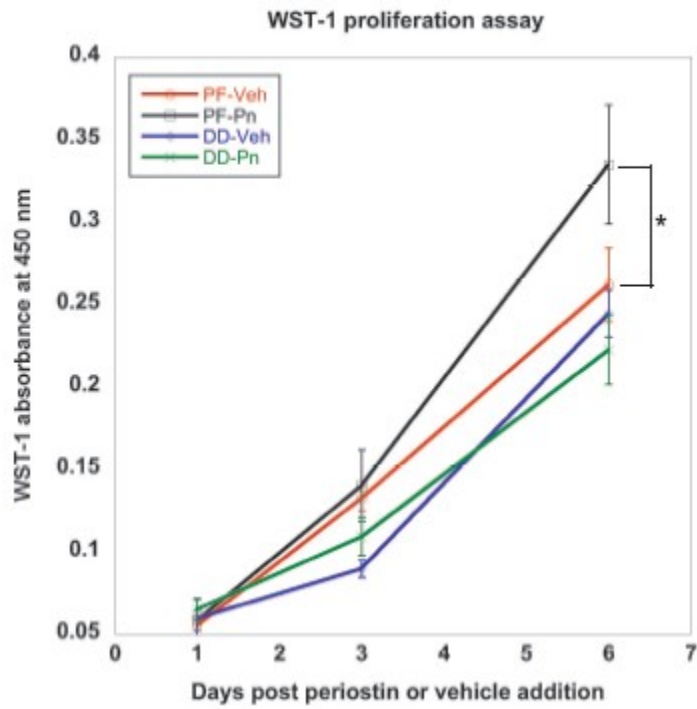 WST-1 proliferation assay
0.4
PF-Veh
PF-Pn
DD-Veh
DD-Pn
0.35
0.3
*
0.25
0.2
0.15
0.1
0.05
WST-1 absorbance at 450 nm
0 1 2 3 4 5 6 7
Days post periostin or vehicle addition